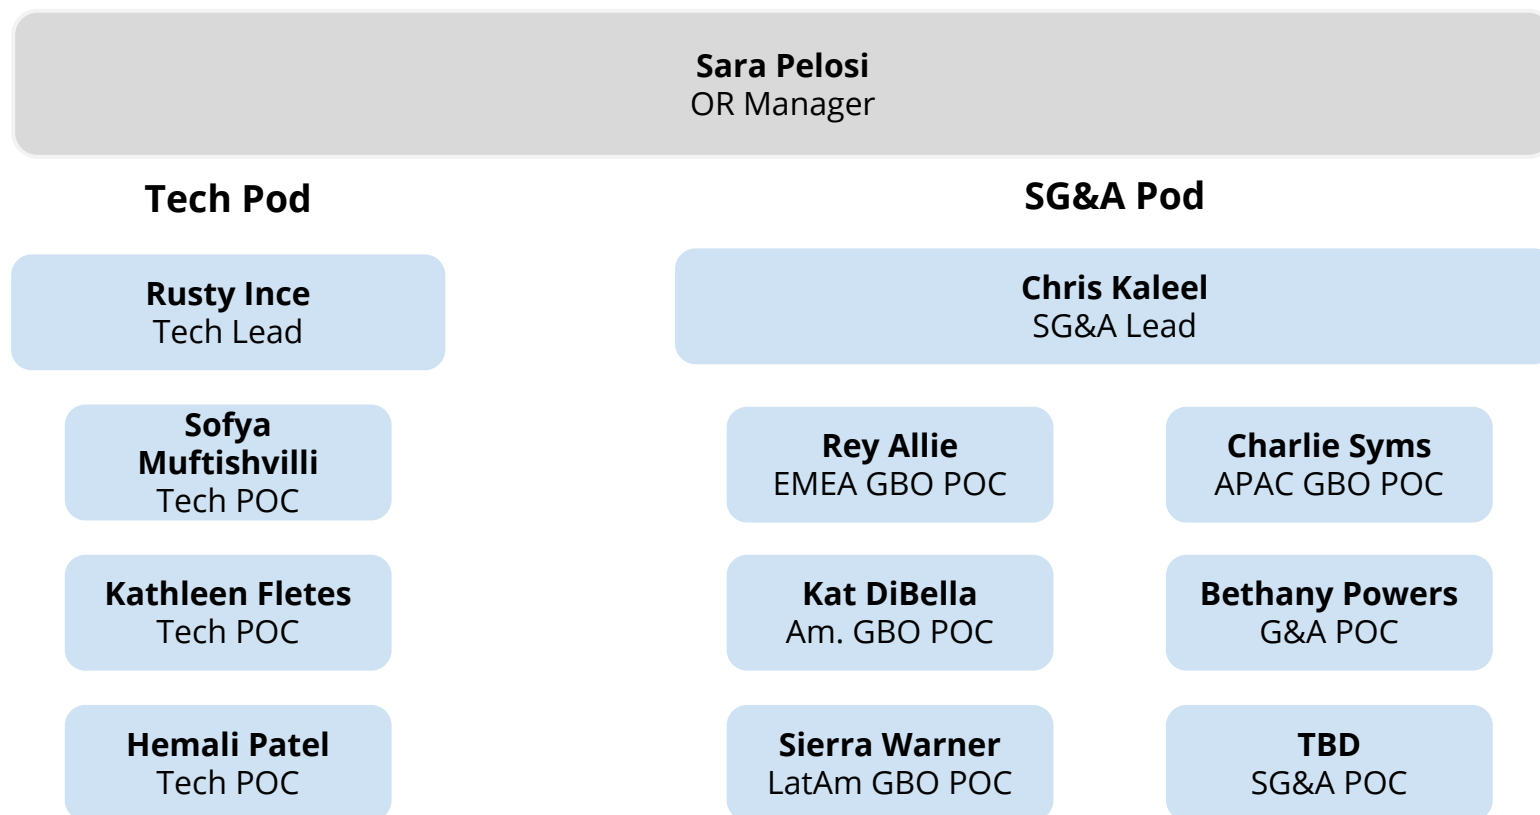 Sara Pelosi
OR Manager
Tech Pod
Rusty Ince
Tech Lead
Sofya
Muftishvilli
Tech POC
Kathleen Fletes
Tech POC
Hemali Patel
Tech POC
SG&A Pod
Chris Kaleel
SG&A Lead
Rey Allie
EMEA GBO POC
Charlie Syms
APAC GBO POC
Kat DiBella
Am. GBO POC
Bethany Powers
G&A POC
Sierra Warner
LatAm GBO POC
TBD
SG&A POC